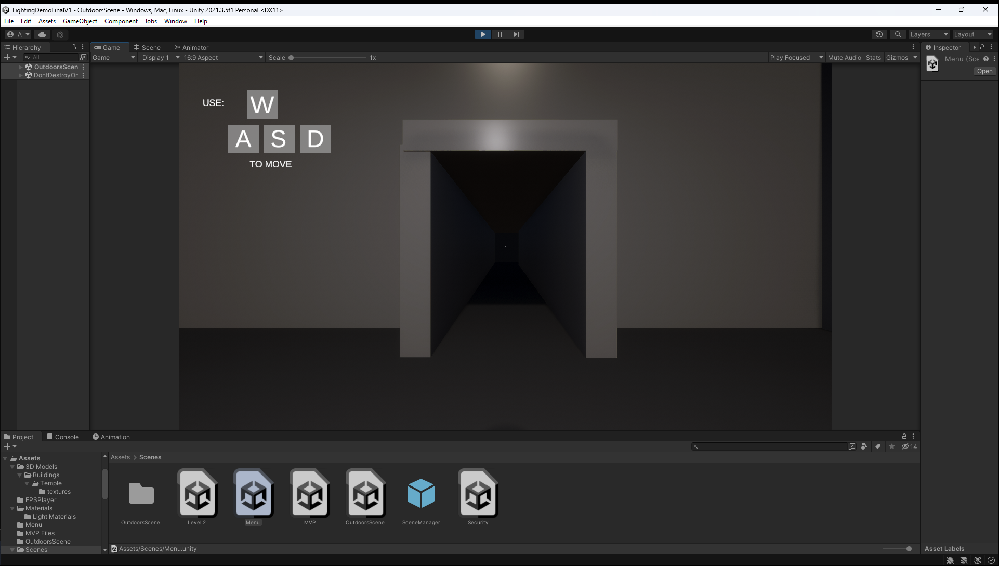 LightingDemoFinalV1 - OutdoorsScene - Windows, Mac, Linux - Unity 2021.3.5f1 Personal <DX11>
File Edit Assets GameObject Component Jobs Window Help
A Layers Layout
Hierarchy Game Scene Animator Inspector
All Game Display 1 16:9 Aspect Scale 1x Play Focused Mute Audio Stats Gizmos
Menu (Sce
OutdoorsScen
Open
DontDestroyOn
USE: W
A S D
TO MOVE
Project Console Animation
14
Assets
Assets > Scenes
3D Models
Buildings
Temple
textures
FPSPlayer
Materials
Light Materials
Menu
MVP Files
OutdoorsScene
Scenes
OutdoorsScene Level 2 Menu MVP OutdoorsScene SceneManager Security
Assets/Scenes/Menu.unity
Asset Labels